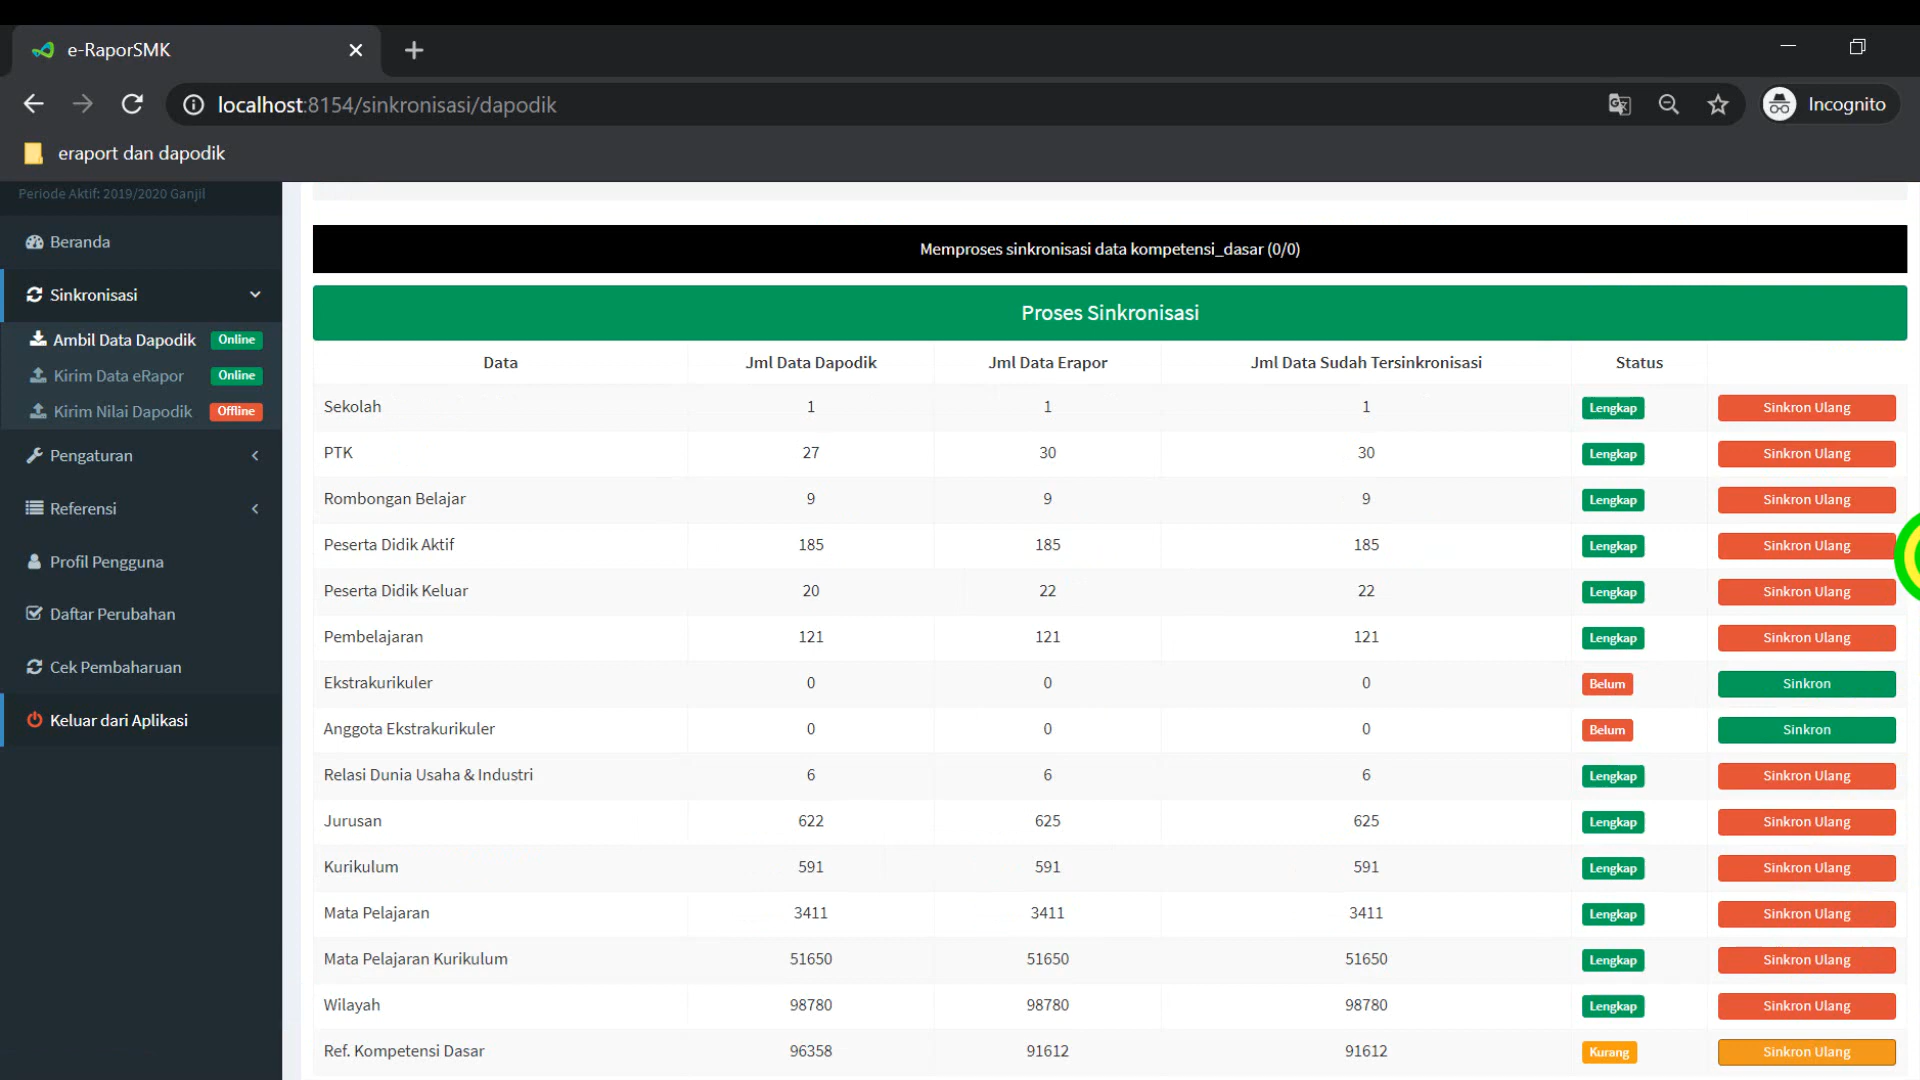 e-RaporSMK
localhost:8154/sinkronisasi/dapodik
Incognito
eraport dan dapodik
Periode Aktif: 2019/2020 Ganjil
Beranda
Sinkronisasi
Ambil Data Dapodik Online
Kirim Data eRapor Online
Kirim Nilai Dapodik Offline
Pengaturan
Referensi
Profil Pengguna
Daftar Perubahan
Cek Pembaharuan
Keluar dari Aplikasi
Memproses sinkronisasi data kompetensi_dasar (0/0)
Proses Sinkronisasi
Data Jml Data Dapodik Jml Data Erapor Jml Data Sudah Tersinkronisasi Status
Sekolah 1 1 1 Lengkap Sinkron Ulang
PTK 27 30 30 Lengkap Sinkron Ulang
Rombongan Belajar 9 9 9 Lengkap Sinkron Ulang
Peserta Didik Aktif 185 185 185 Lengkap Sinkron Ulang
Peserta Didik Keluar 20 22 22 Lengkap Sinkron Ulang
Pembelajaran 121 121 121 Lengkap Sinkron Ulang
Ekstrakurikuler 0 0 0 Belum Sinkron
Anggota Ekstrakurikuler 0 0 0 Belum Sinkron
Relasi Dunia Usaha & Industri 6 6 6 Lengkap Sinkron Ulang
Jurusan 622 625 625 Lengkap Sinkron Ulang
Kurikulum 591 591 591 Lengkap Sinkron Ulang
Mata Pelajaran 3411 3411 3411 Lengkap Sinkron Ulang
Mata Pelajaran Kurikulum 51650 51650 51650 Lengkap Sinkron Ulang
Wilayah 98780 98780 98780 Lengkap Sinkron Ulang
Ref. Kompetensi Dasar 96358 91612 91612 Kurang Sinkron Ulang